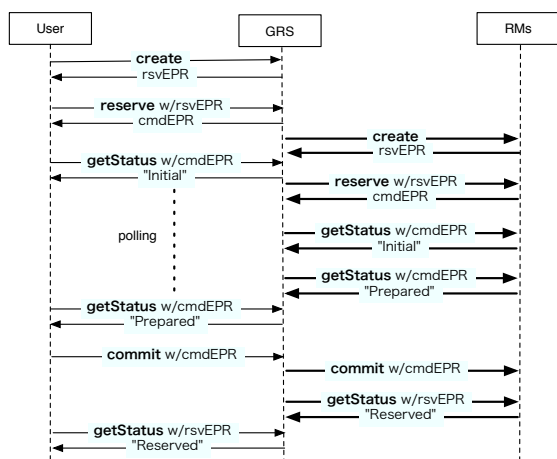 User
GRS
RMs
create
rsvEPR
reserve w/rsvEPR
cmdEPR
create
rsvEPR
getStatus w/cmdEPR
"Initial"
reserve w/rsvEPR
cmdEPR
polling
getStatus w/cmdEPR
"Initial"
getStatus w/cmdEPR
"Prepared"
getStatus w/cmdEPR
"Prepared"
commit w/cmdEPR
commit w/cmdEPR
getStatus w/rsvEPR
"Reserved"
getStatus w/rsvEPR
"Reserved"